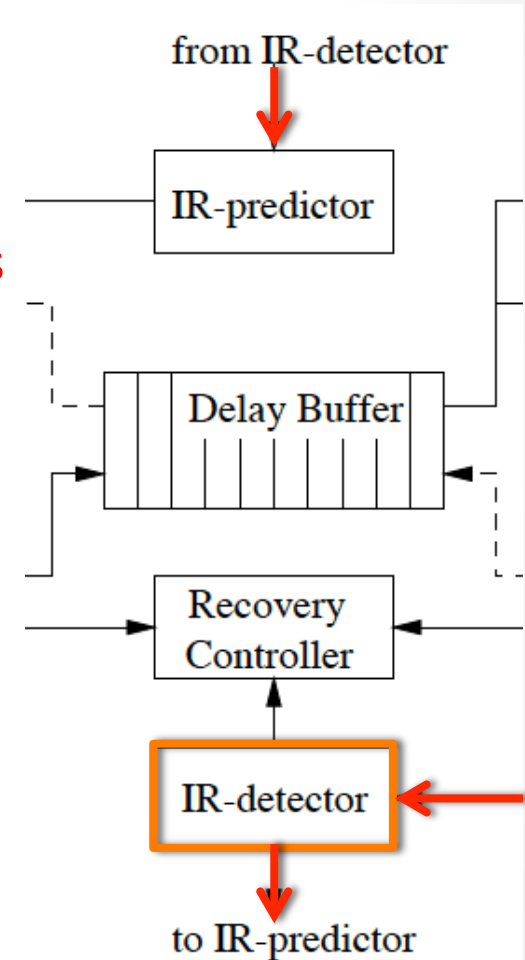 from IR-detector
IR-predictor
s
Delay Buffer
Recovery
Controller
IR-detector
to IR-predictor